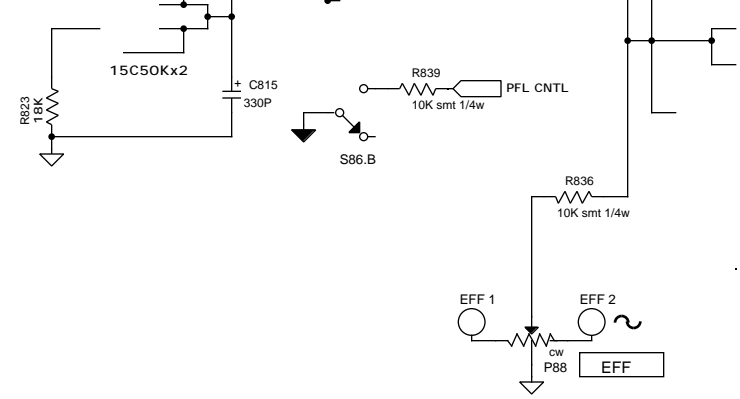 15C50Kx2
R823
18K
+
C815
330P
R839
10K smt 1/4w
PFL CNTL
S86.B
R836
10K smt 1/4w
EFF 1
EFF 2
cw
P88
EFF